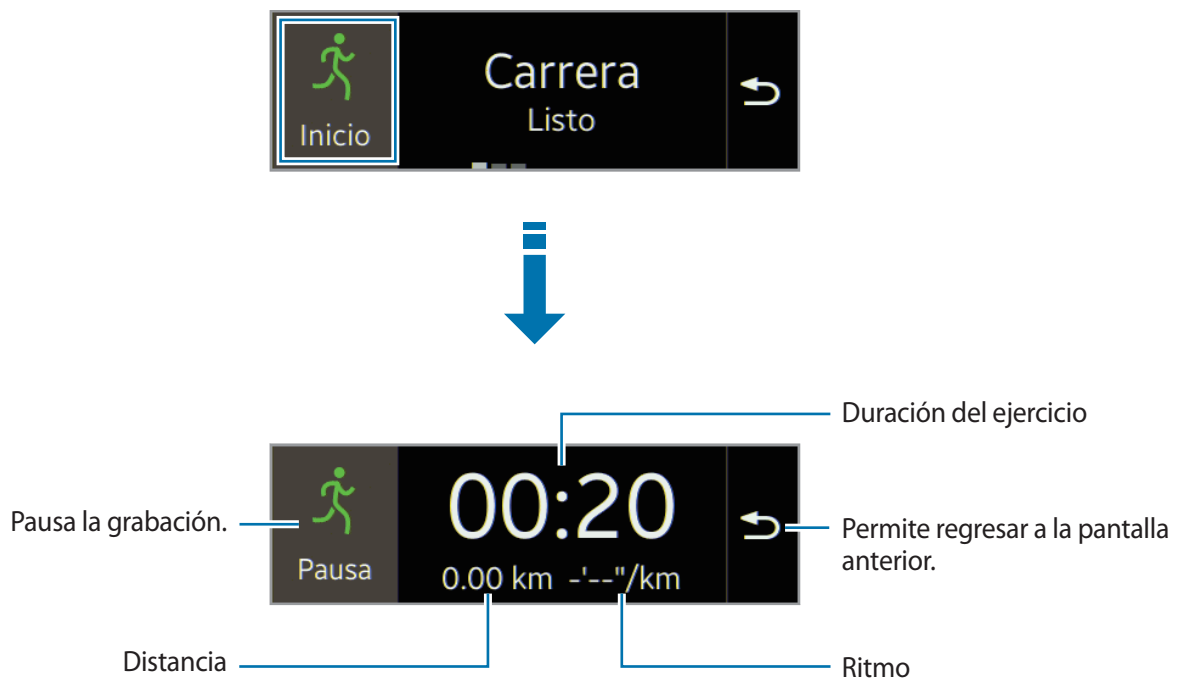 Carrera
Listo
Inicio
Duración del ejercicio
00:20
Pausa la grabación.
Permite regresar a la pantalla
anterior.
Pausa
0.00 km -'--"/km
Distancia
Ritmo